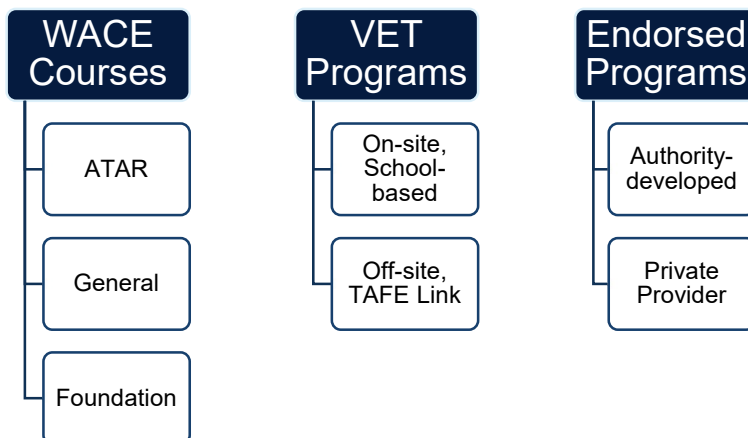 WACE
Courses
ATAR
General
Foundation
VET
Programs
On-site,
School-
based
Off-site,
TAFE Link
Endorsed
Programs
Authority-
developed
Private
Provider